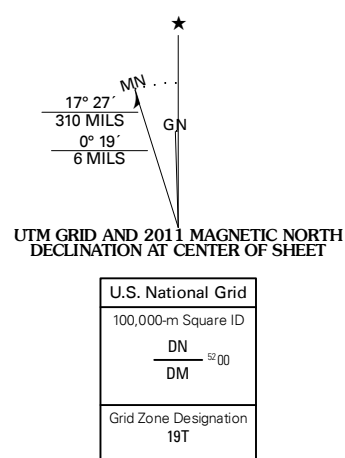 ★
MN
17° 27´
310 MILS
GN
0° 19´
6 MILS
UTM GRID AND 2011 MAGNETIC NORTH
DECLINATION AT CENTER OF SHEET
U.S. National Grid
100,000-m Square ID
DN
5200
DM
Grid Zone Designation
19T